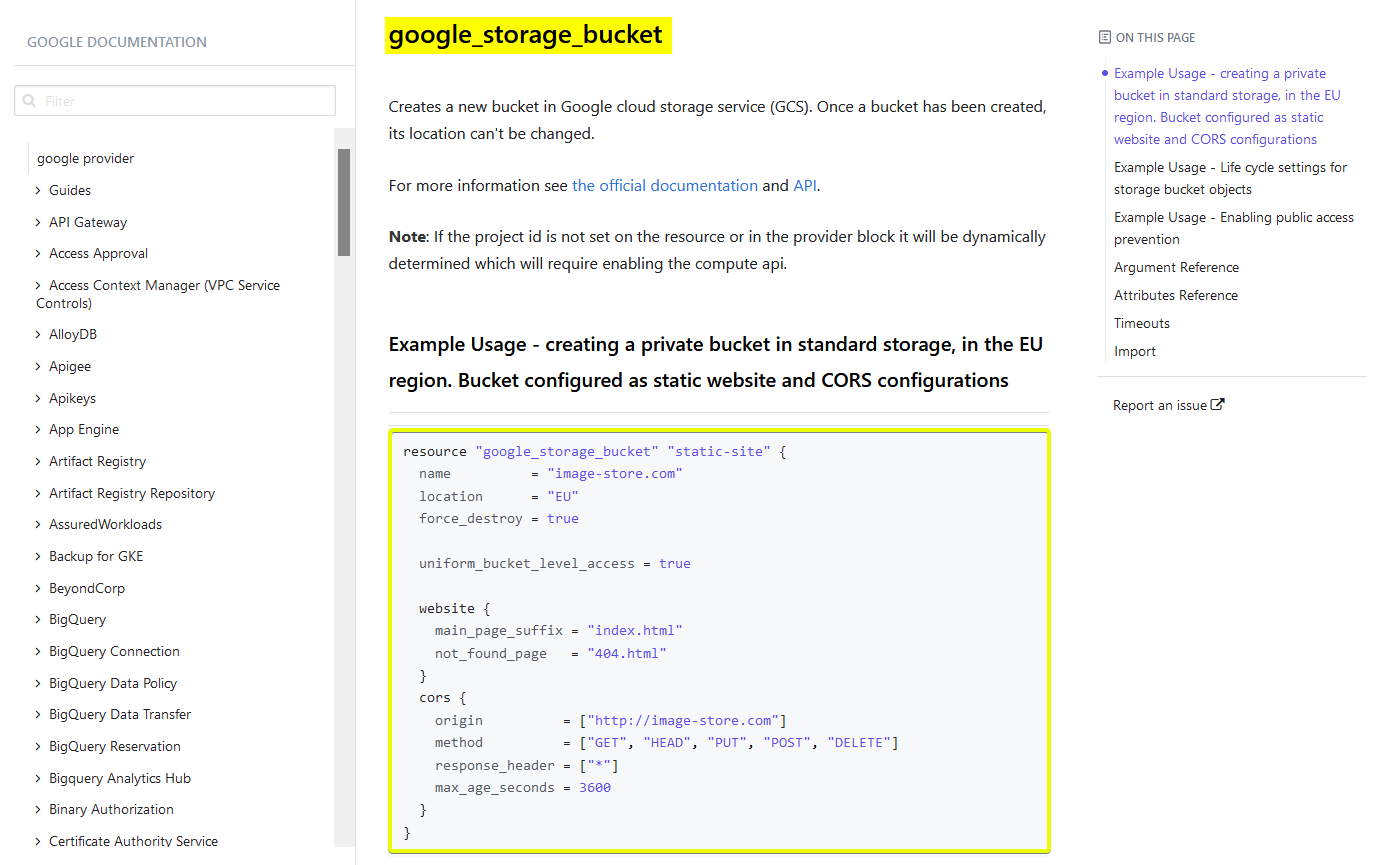 GOOGLE DOCUMENTATION
Filter
google provider
Guides
API Gateway
Access Approval
Access Context Manager (VPC Service
Controls)
AlloyDB
Apigee
Apikeys
App Engine
Artifact Registry
Artifact Registry Repository
AssuredWorkloads
Backup for GKE
BeyondCorp
BigQuery
BigQuery Connection
BigQuery Data Policy
BigQuery Data Transfer
BigQuery Reservation
Bigquery Analytics Hub
Binary Authorization
Certificate Authority Service
google_storage_bucket
Creates a new bucket in Google cloud storage service (GCS). Once a bucket has been created,
its location can't be changed.
For more information see the official documentation and API.
Note: If the project id is not set on the resource or in the provider block it will be dynamically
determined which will require enabling the compute api.
Example Usage - creating a private bucket in standard storage, in the EU
region. Bucket configured as static website and CORS configurations
resource "google_storage_bucket" "static-site" {
  name          = "image-store.com"
  location      = "EU"
  force_destroy = true

  uniform_bucket_level_access = true

  website {
    main_page_suffix = "index.html"
    not_found_page   = "404.html"
  }
  cors {
    origin          = ["http://image-store.com"]
    method          = ["GET", "HEAD", "PUT", "POST", "DELETE"]
    response_header = ["*"]
    max_age_seconds = 3600
  }
}
ON THIS PAGE
Example Usage - creating a private
bucket in standard storage, in the EU
region. Bucket configured as static
website and CORS configurations
Example Usage - Life cycle settings for
storage bucket objects
Example Usage - Enabling public access
prevention
Argument Reference
Attributes Reference
Timeouts
Import
Report an issue